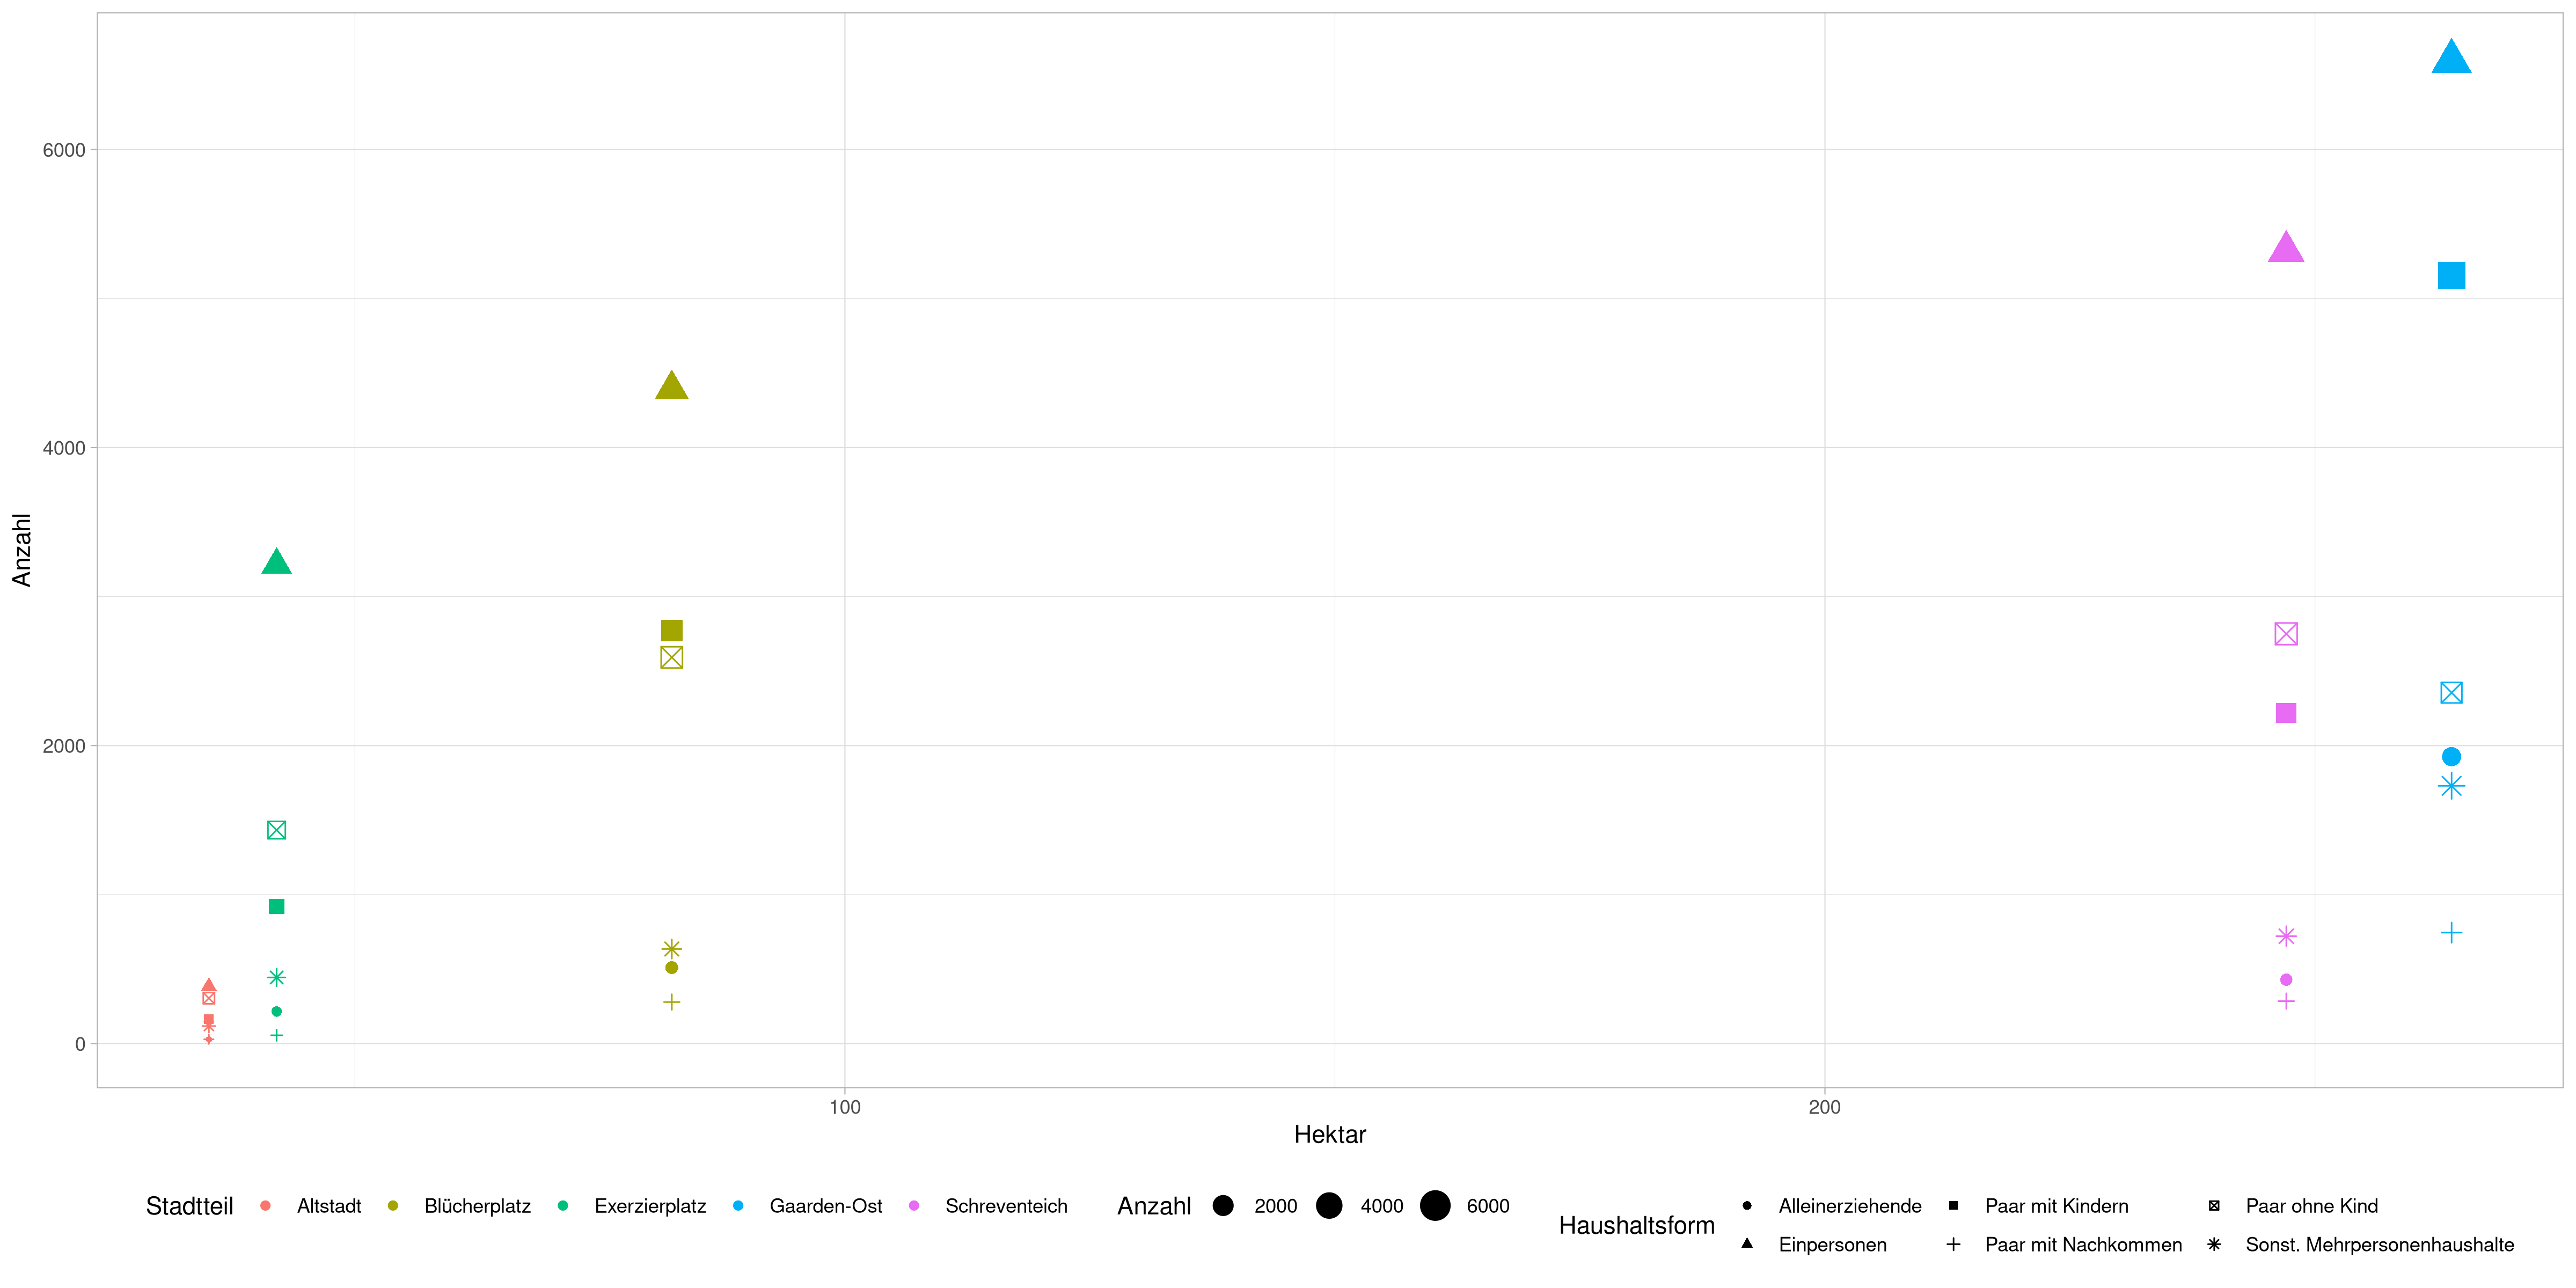 6000
4000
2000
0
Anzahl
100
200
Hektar
Stadtteil
Altstadt
Blücherplatz
Exerzierplatz
Gaarden-Ost
Schreventeich
Anzahl
2000
4000
6000
Haushaltsform
Alleinerziehende
Paar mit Kindern
Paar ohne Kind
Einpersonen
Paar mit Nachkommen
Sonst. Mehrpersonenhaushalte